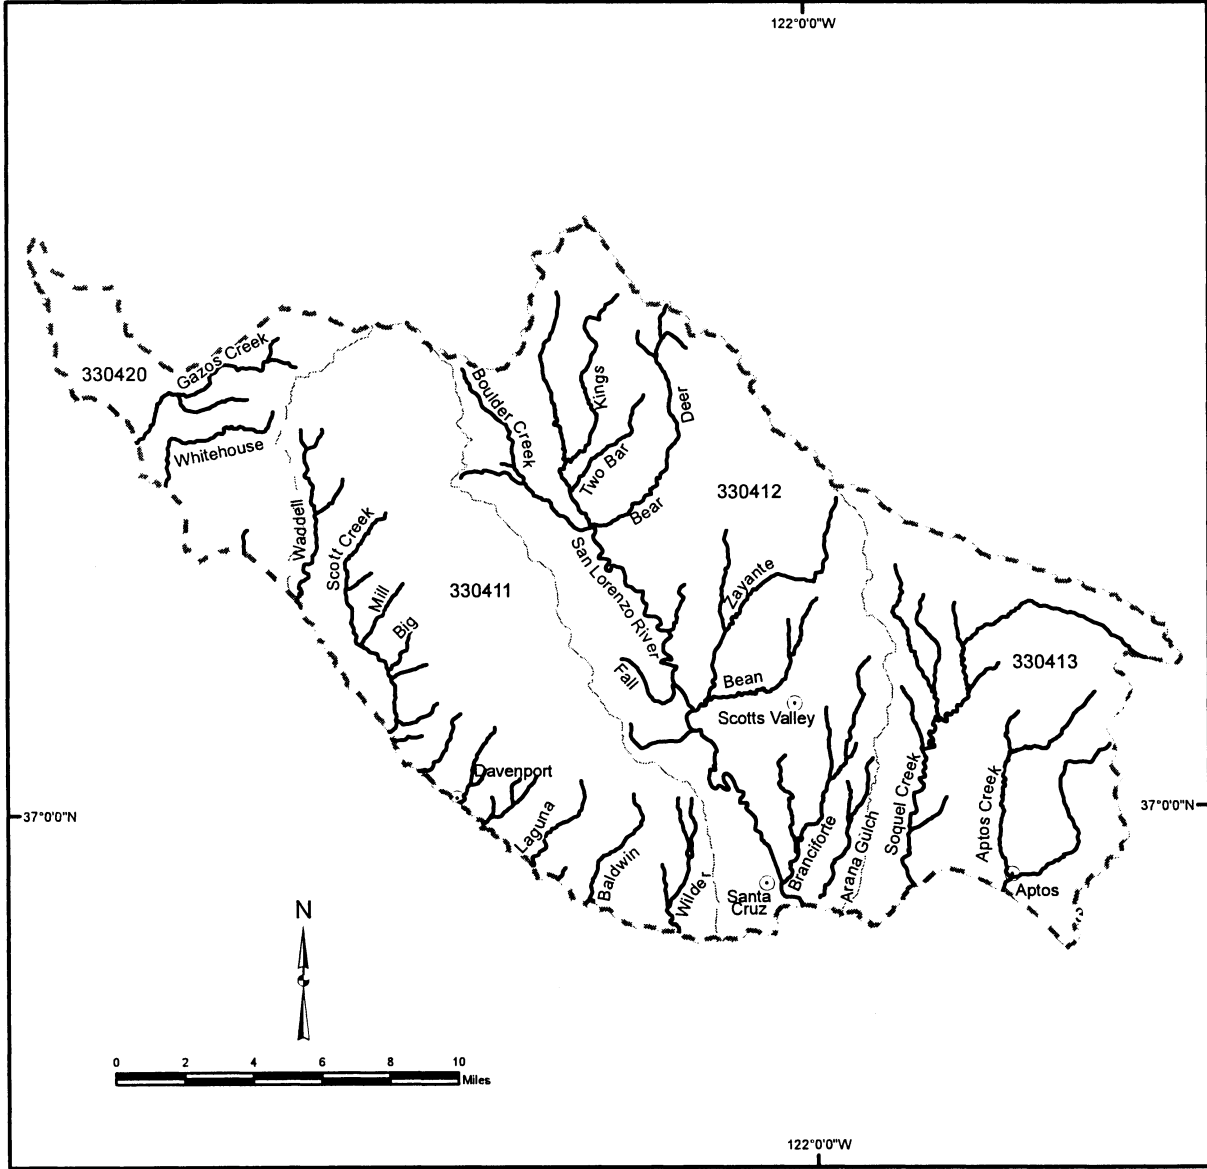 122°0'0"W
Gazos Creek
330420
Kings
Deer
Boulder Creek
Whitehouse
Two Bar
330412
Bear
Waddell
Scott Creek
San Lorenzo River
330411
Mill
Zayante
Big
330413
Fall
Bean
Scotts Valley
Davenport
37°0'0"N
37°0'0"N
Laguna
Soquel Creek
Aptos Creek
Branciforte
Arana Gulch
Baldwin
Wilder
Santa
Cruz
Aptos
N
0 2 4 6 8 10
Miles
122°0'0"W